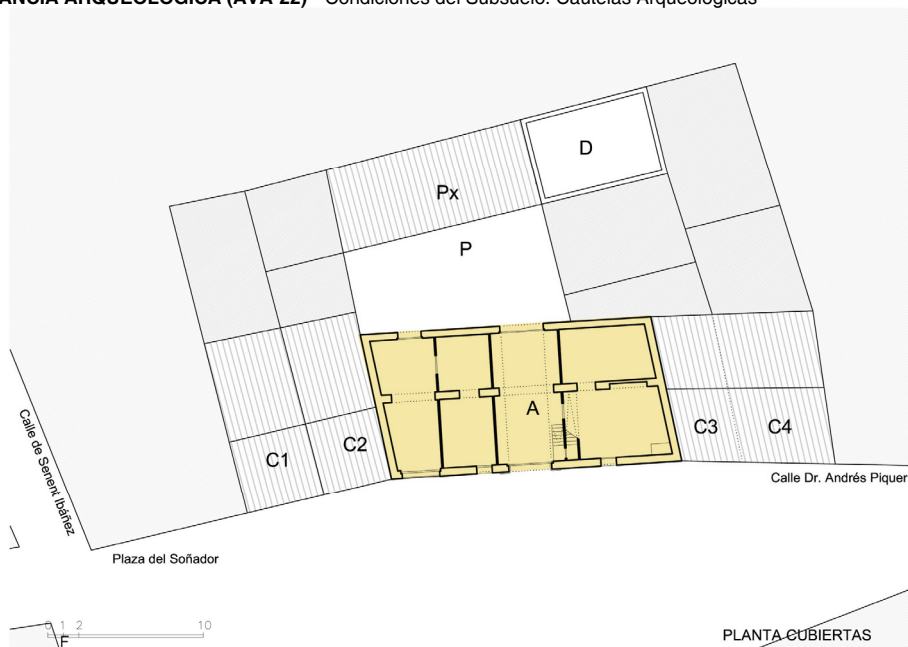 ANCIA ARQUEOLÓGICA (AVA-22) - Condiciones del Subsuelo. Cautelas Arqueológicas
D
Px
P
A
C1
C2
C3
C4
Calle de Senent Ibáñez
Calle Dr. Andrés Piquer
Plaza del Soñador
0 1 2 10
F
PLANTA CUBIERTAS